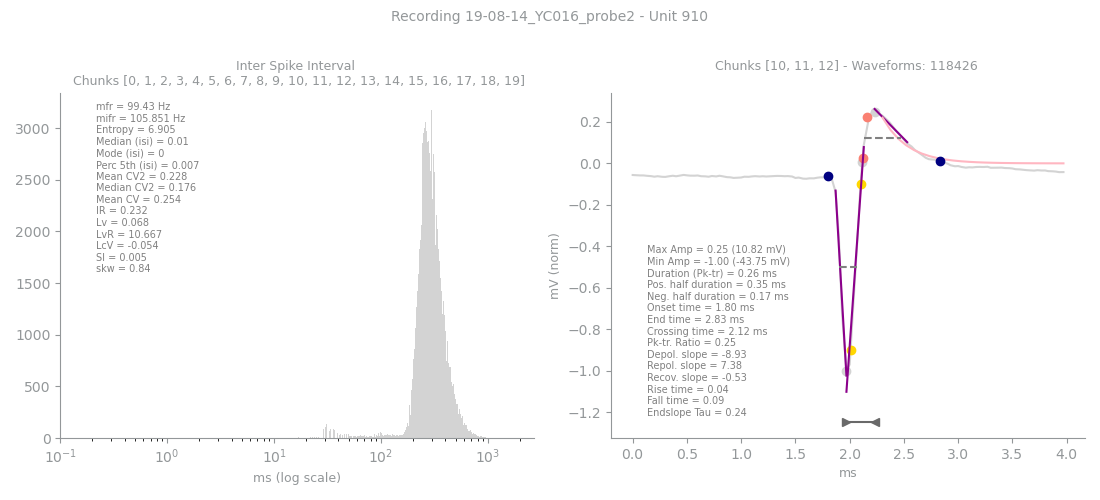 Recording 19-08-14_YC016_probe2 - Unit 910
Inter Spike Interval
Chunks [0, 1, 2, 3, 4, 5, 6, 7, 8, 9, 10, 11, 12, 13, 14, 15, 16, 17, 18, 19]
mfr = 99.43 Hz
mifr = 105.851 Hz
Entropy = 6.905
Median (isi) = 0.01
Mode (isi) = 0
Perc 5th (isi) = 0.007
Mean CV2 = 0.228
Median CV2 = 0.176
Mean CV = 0.254
IR = 0.232
Lv = 0.068
LvR = 10.667
LcV = -0.054
SI = 0.005
skw = 0.84
3000
2500
2000
1500
1000
500
0
10⁻¹ 10⁰ 10¹ 10² 10³
ms (log scale)
Chunks [10, 11, 12] - Waveforms: 118426
mV (norm)
0.2
0.0
−0.2
−0.4
−0.6
−0.8
−1.0
−1.2
Max Amp = 0.25 (10.82 mV)
Min Amp = -1.00 (-43.75 mV)
Duration (Pk-tr) = 0.26 ms
Pos. half duration = 0.35 ms
Neg. half duration = 0.17 ms
Onset time = 1.80 ms
End time = 2.83 ms
Crossing time = 2.12 ms
Pk-tr. Ratio = 0.25
Depol. slope = -8.93
Repol. slope = 7.38
Recov. slope = -0.53
Rise time = 0.04
Fall time = 0.09
Endslope Tau = 0.24
0.0 0.5 1.0 1.5 2.0 2.5 3.0 3.5 4.0
ms